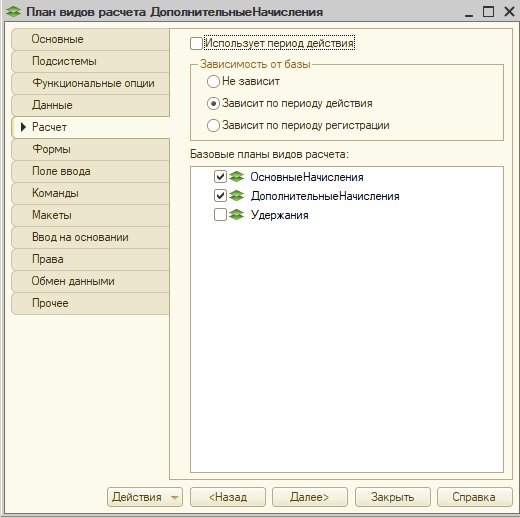 План видов расчета ДополнительныеНачисления
Основные
Подсистемы
Функциональные опции
Данные
Расчет
Формы
Поле ввода
Команды
Макеты
Ввод на основании
Права
Обмен данными
Прочее
Использует период действия
Зависимость от базы
Не зависит
Зависит по периоду действия
Зависит по периоду регистрации
Базовые планы видов расчета:
ОсновныеНачисления
ДополнительныеНачисления
Удержания
Действия
<Назад
Далее>
Закрыть
Справка